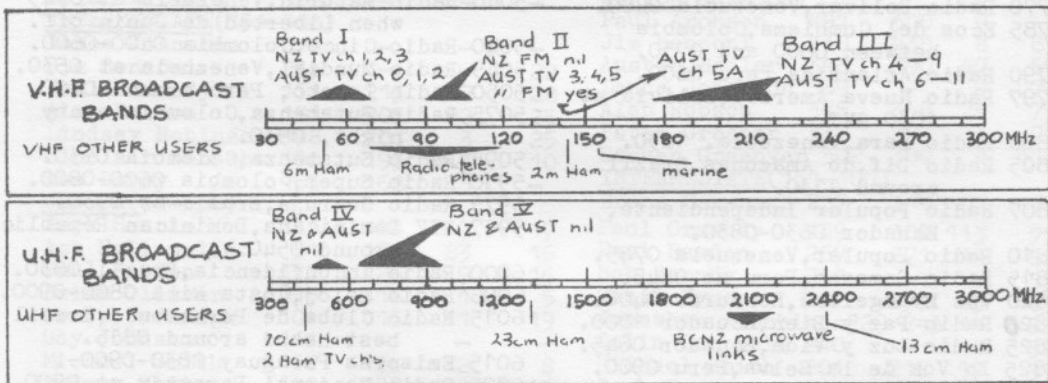 V.H.F. BROADCAST
BANDS
Band I
NZ TV ch 1, 2, 3
AUST TV ch 0, 1, 2
Band II
NZ FM nil
AUST TV 3, 4, 5
" FM yes
AUST TV
ch 5A
Band III
NZ TV ch 4 - 9
AUST TV ch 6 - 11
30 60 90 120 150 180 210 240 270 300 MHz
VHF OTHER USERS
6m Ham
Radio tele-
phones
2m Ham
marine
U.H.F. BROADCAST
BANDS
Band IV
NZ & AUST
nil
Band V
NZ & AUST nil
300 600 900 1200 1500 1800 2100 2400 2700 3000 MHz
UHF OTHER USERS
70cm Ham
2 Ham TV ch's
23cm Ham
BCNZ microwave
links
13cm Ham